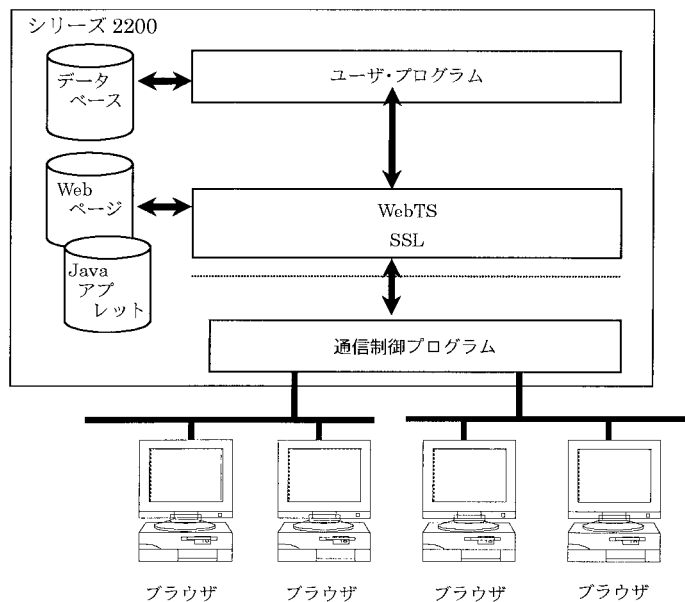 シリーズ 2200
データ
ベース
ユーザ・プログラム
Web
ページ
WebTS
SSL
Java
アプ
レット
通信制御プログラム
ブラウザ
ブラウザ
ブラウザ
ブラウザ